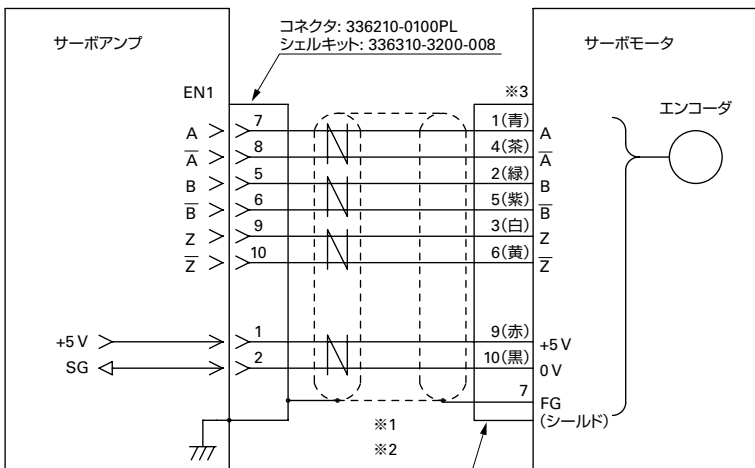 コネクタ: 336210-0100PL
シェルキット: 336310-3200-008
サーボアンプ
サーボモータ
EN1
※3
エンコーダ
A 7 1(青) A
A̅ 8 4(茶) A̅
B 5 2(緑) B
B̅ 6 5(紫) B̅
Z 9 3(白) Z
Z̅ 10 6(黄) Z̅
+5V 1 9(赤) +5V
SG 2 10(黒) 0V
7 FG
(シールド)
※1
※2